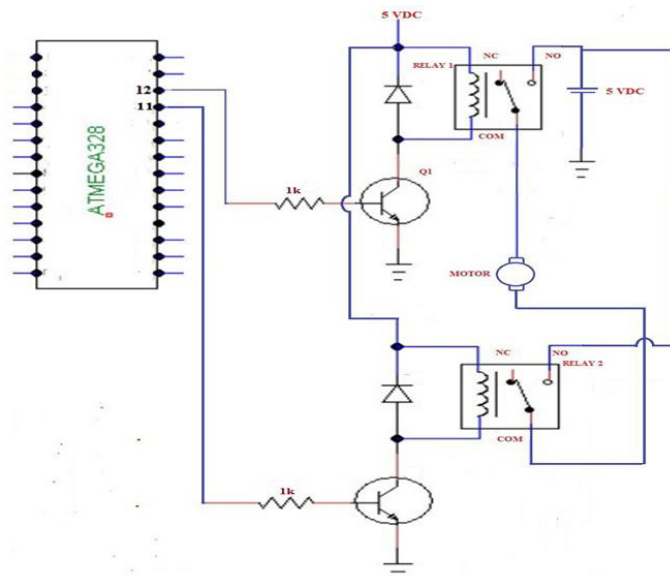 5 VDC
NC
NO
RELAY 1
12
11
5 VDC
COM
ATMEGA328
Q1
1k
MOTOR
NC
NO
RELAY 2
COM
1k